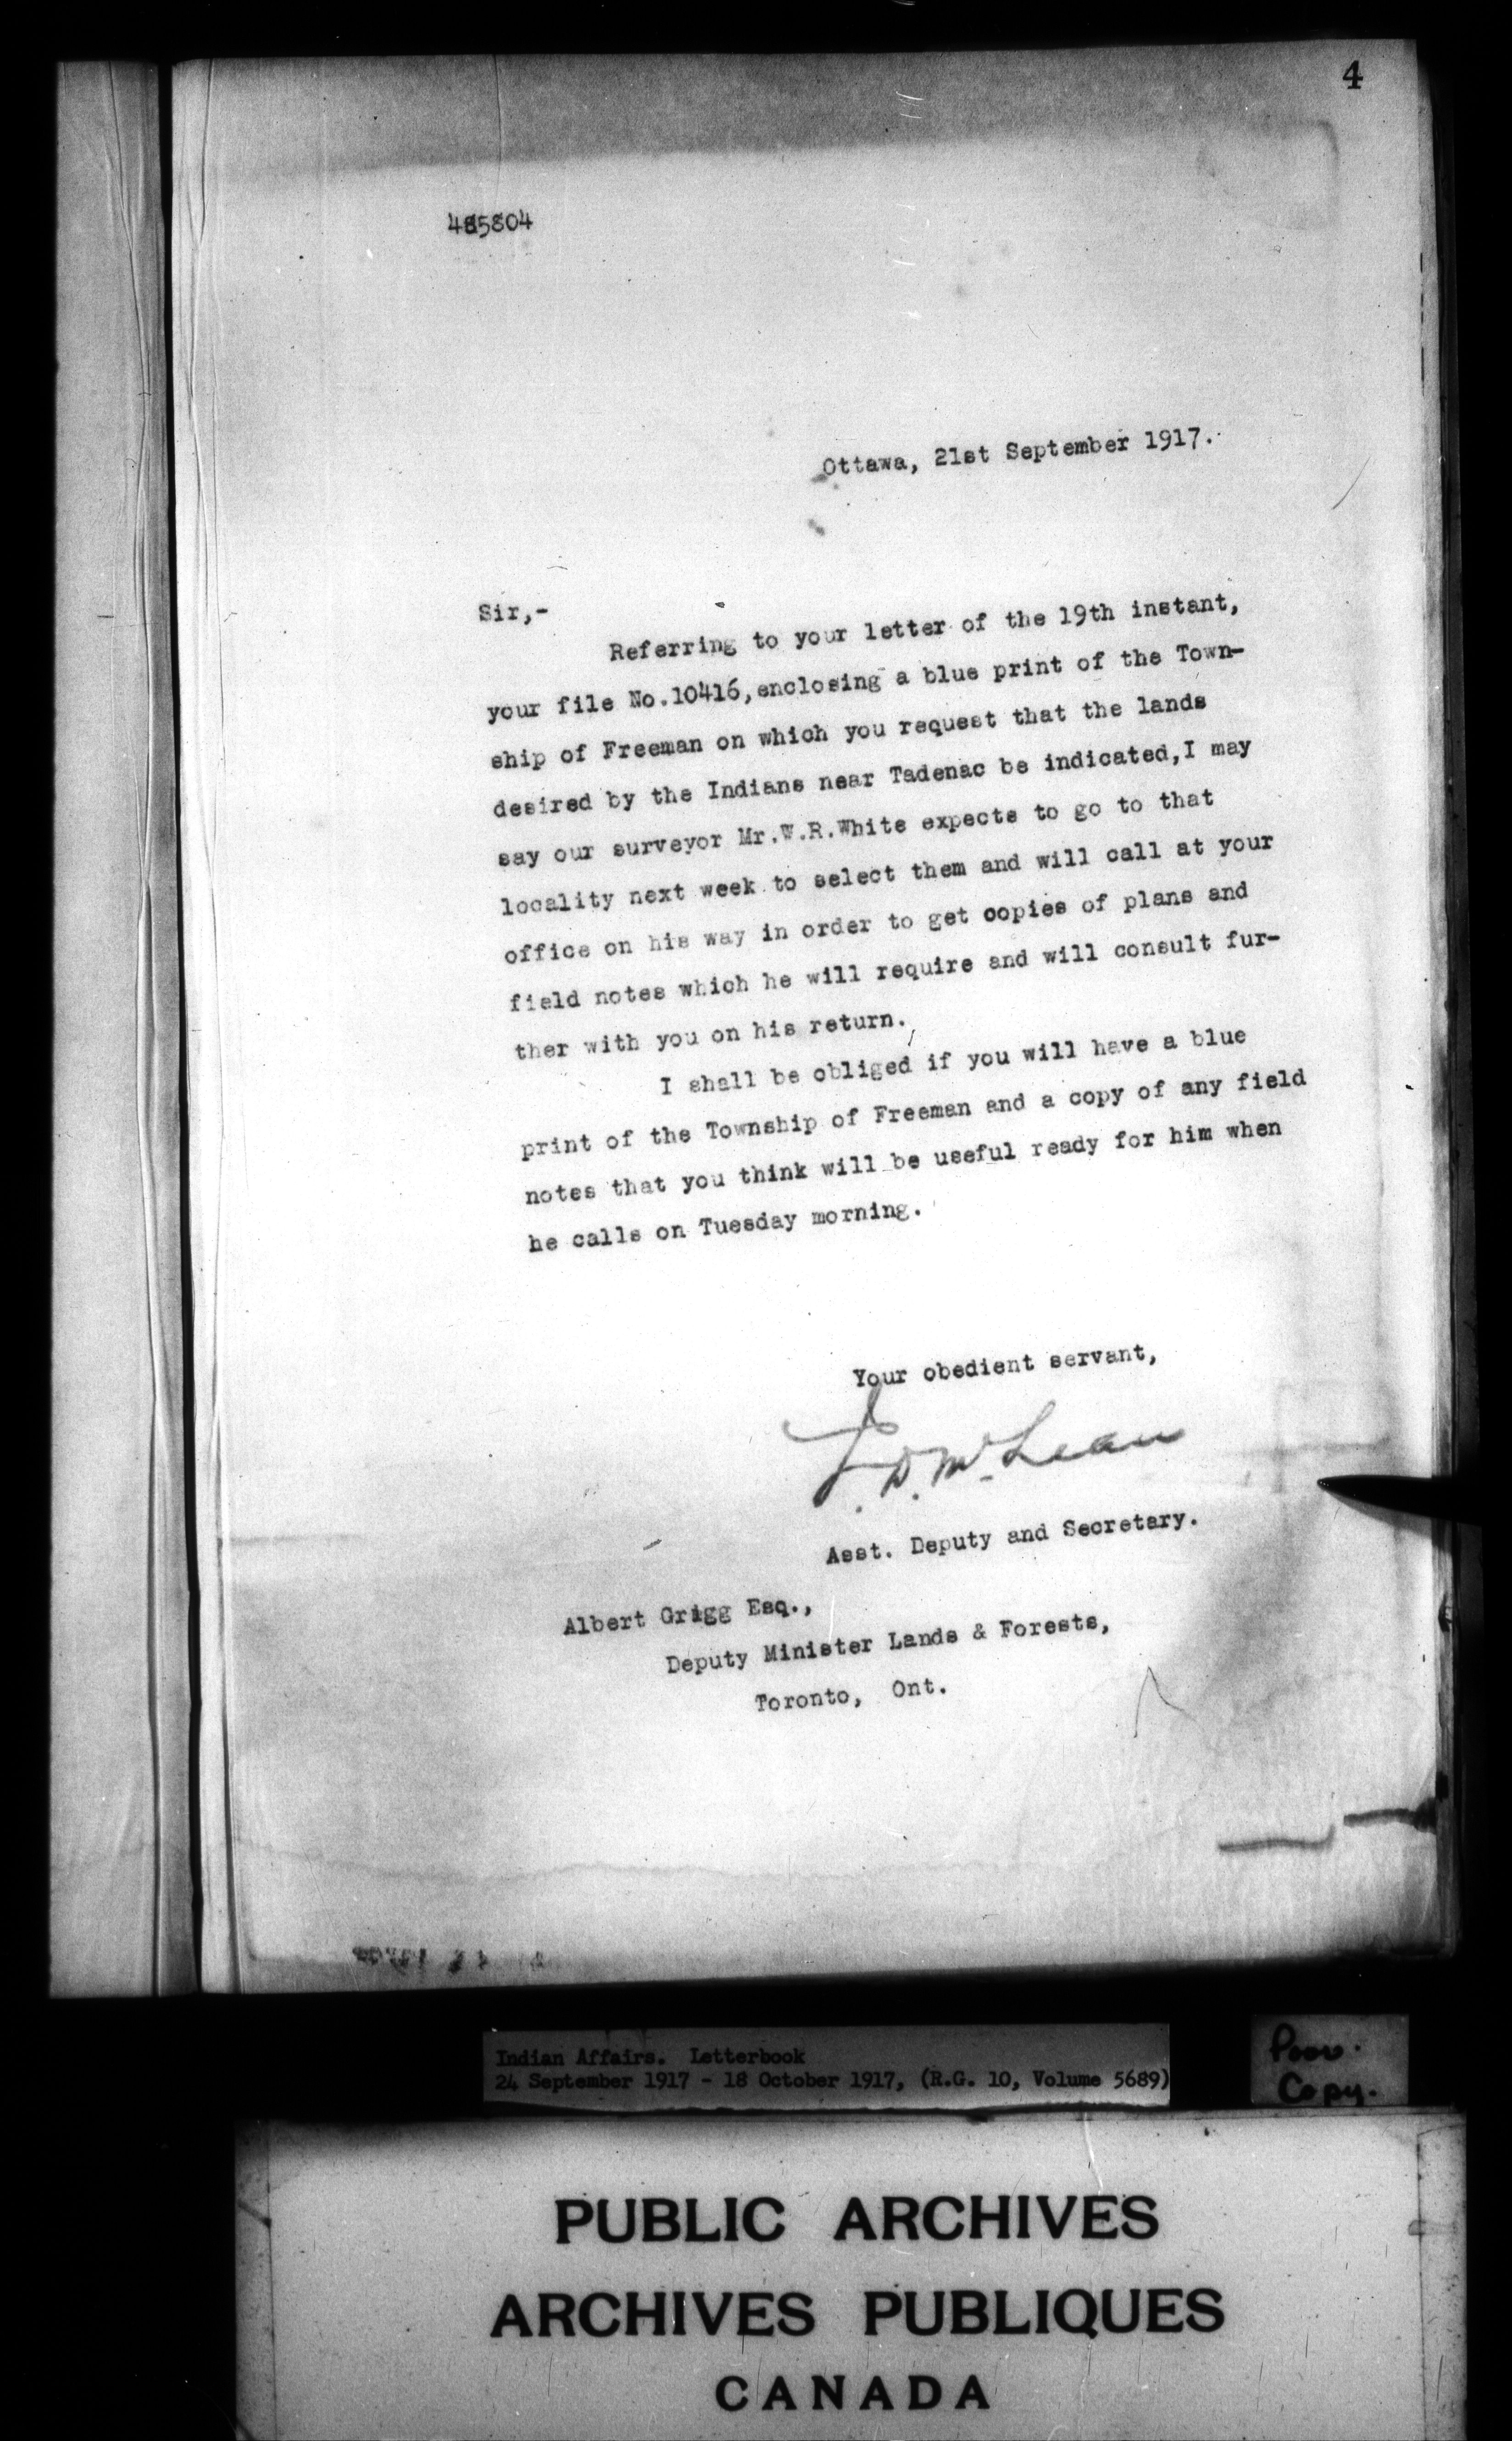 4
485804
Ottawa, 21st September 1917.
Sir,-
Referring to your letter of the 19th instant,
your file No.10416,enclosing a blue print of the Town-
ship of Freeman on which you request that the lands
desired by the Indians near Tadenac be indicated,I may
say our surveyor Mr.W.R.White expects to go to that
locality next week to select them and will call at your
office on his way in order to get copies of plans and
field notes which he will require and will consult fur-
ther with you on his return.
I shall be obliged if you will have a blue
print of the Township of Freeman and a copy of any field
notes that you think will be useful ready for him when
he calls on Tuesday morning.
Your obedient servant,
J. D. McLean
Asst. Deputy and Secretary.
Albert Grigg Esq.,
Deputy Minister Lands & Forests,
Toronto, Ont.
Indian Affairs. Letterbook
24 September 1917 - 18 October 1917, (R.G. 10, Volume 5689)
Poor.
Copy.
PUBLIC ARCHIVES
ARCHIVES PUBLIQUES
CANADA